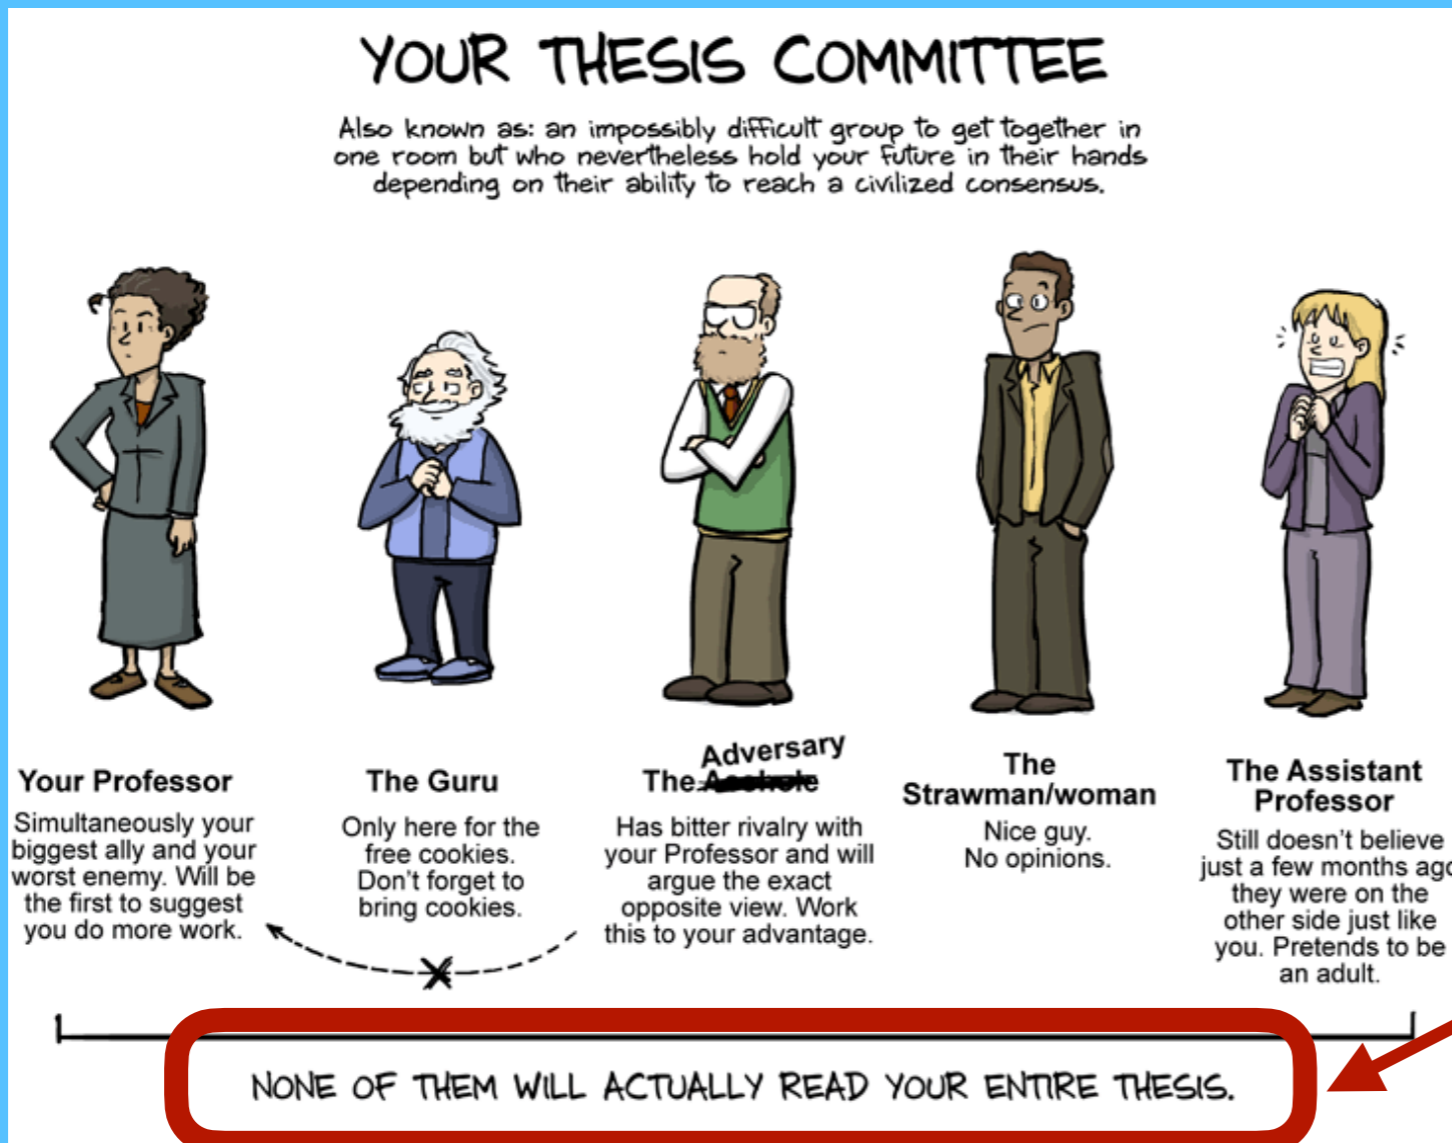 YOUR THESIS COMMITTEE
Also known as: an impossibly difficult group to get together in
one room but who nevertheless hold your future in their hands
depending on their ability to reach a civilized consensus.
Your Professor
Simultaneously your
biggest ally and your
worst enemy. Will be
the first to suggest
you do more work.
The Guru
Only here for the
free cookies.
Don't forget to
bring cookies.
Adversary
The
Has bitter rivalry with
your Professor and will
argue the exact
opposite view. Work
this to your advantage.
The
Strawman/woman
Nice guy.
No opinions.
The Assistant
Professor
Still doesn't believe
just a few months ago
they were on the
other side just like
you. Pretends to be
an adult.
NONE OF THEM WILL ACTUALLY READ YOUR ENTIRE THESIS.